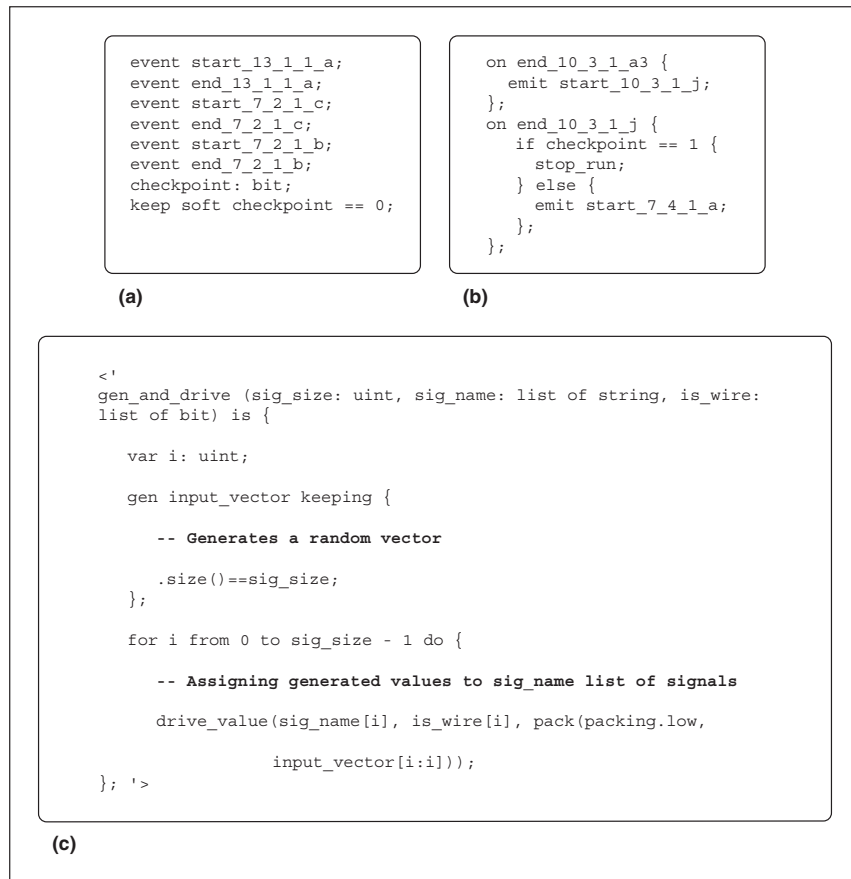 event start_13_1_1_a;
event end_13_1_1_a;
event start_7_2_1_c;
event end_7_2_1_c;
event start_7_2_1_b;
event end_7_2_1_b;
checkpoint: bit;
keep soft checkpoint == 0;
(a)
on end_10_3_1_a3 {
emit start_10_3_1_j;
};
on end_10_3_1_j {
if checkpoint == 1 {
stop_run;
} else {
emit start_7_4_1_a;
};
};
(b)
<'
gen_and_drive (sig_size: uint, sig_name: list of string, is_wire:
list of bit) is {
var i: uint;
gen input_vector keeping {
-- Generates a random vector
.size()==sig_size;
};
for i from 0 to sig_size - 1 do {
-- Assigning generated values to sig_name list of signals
drive_value(sig_name[i], is_wire[i], pack(packing.low,
input_vector[i:i]));
}; '>
(c)